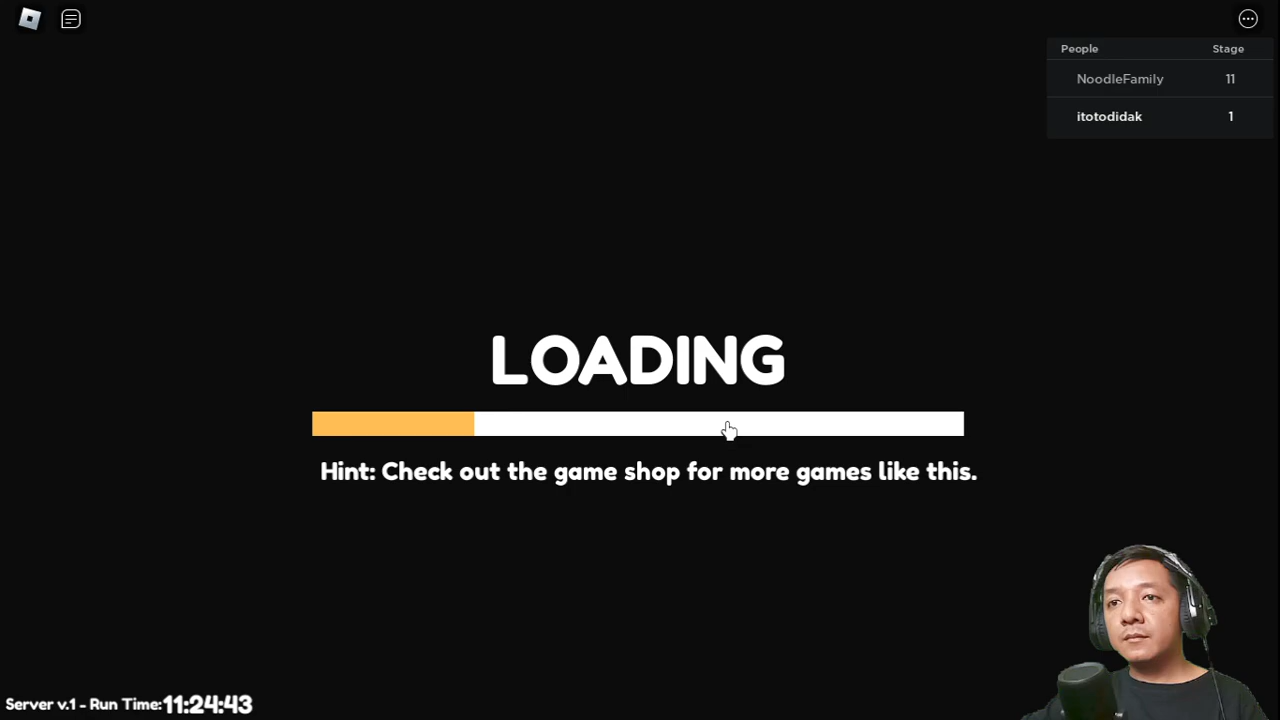 People Stage
NoodleFamily 11
itotodidak 1
LOADING
Hint: Check out the game shop for more games like this.
Server v.1 - Run Time:11:24:43